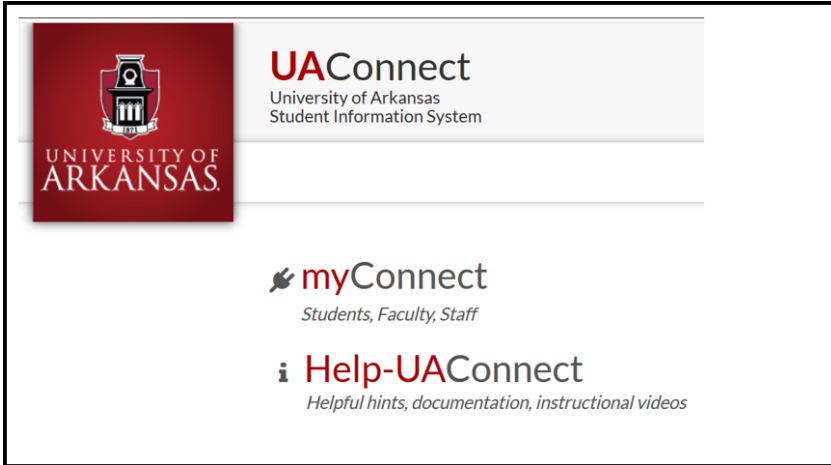 UAConnect
University of Arkansas
Student Information System
1871
UNIVERSITY OF
ARKANSAS.
myConnect
Students, Faculty, Staff
Help-UAConnect
Helpful hints, documentation, instructional videos